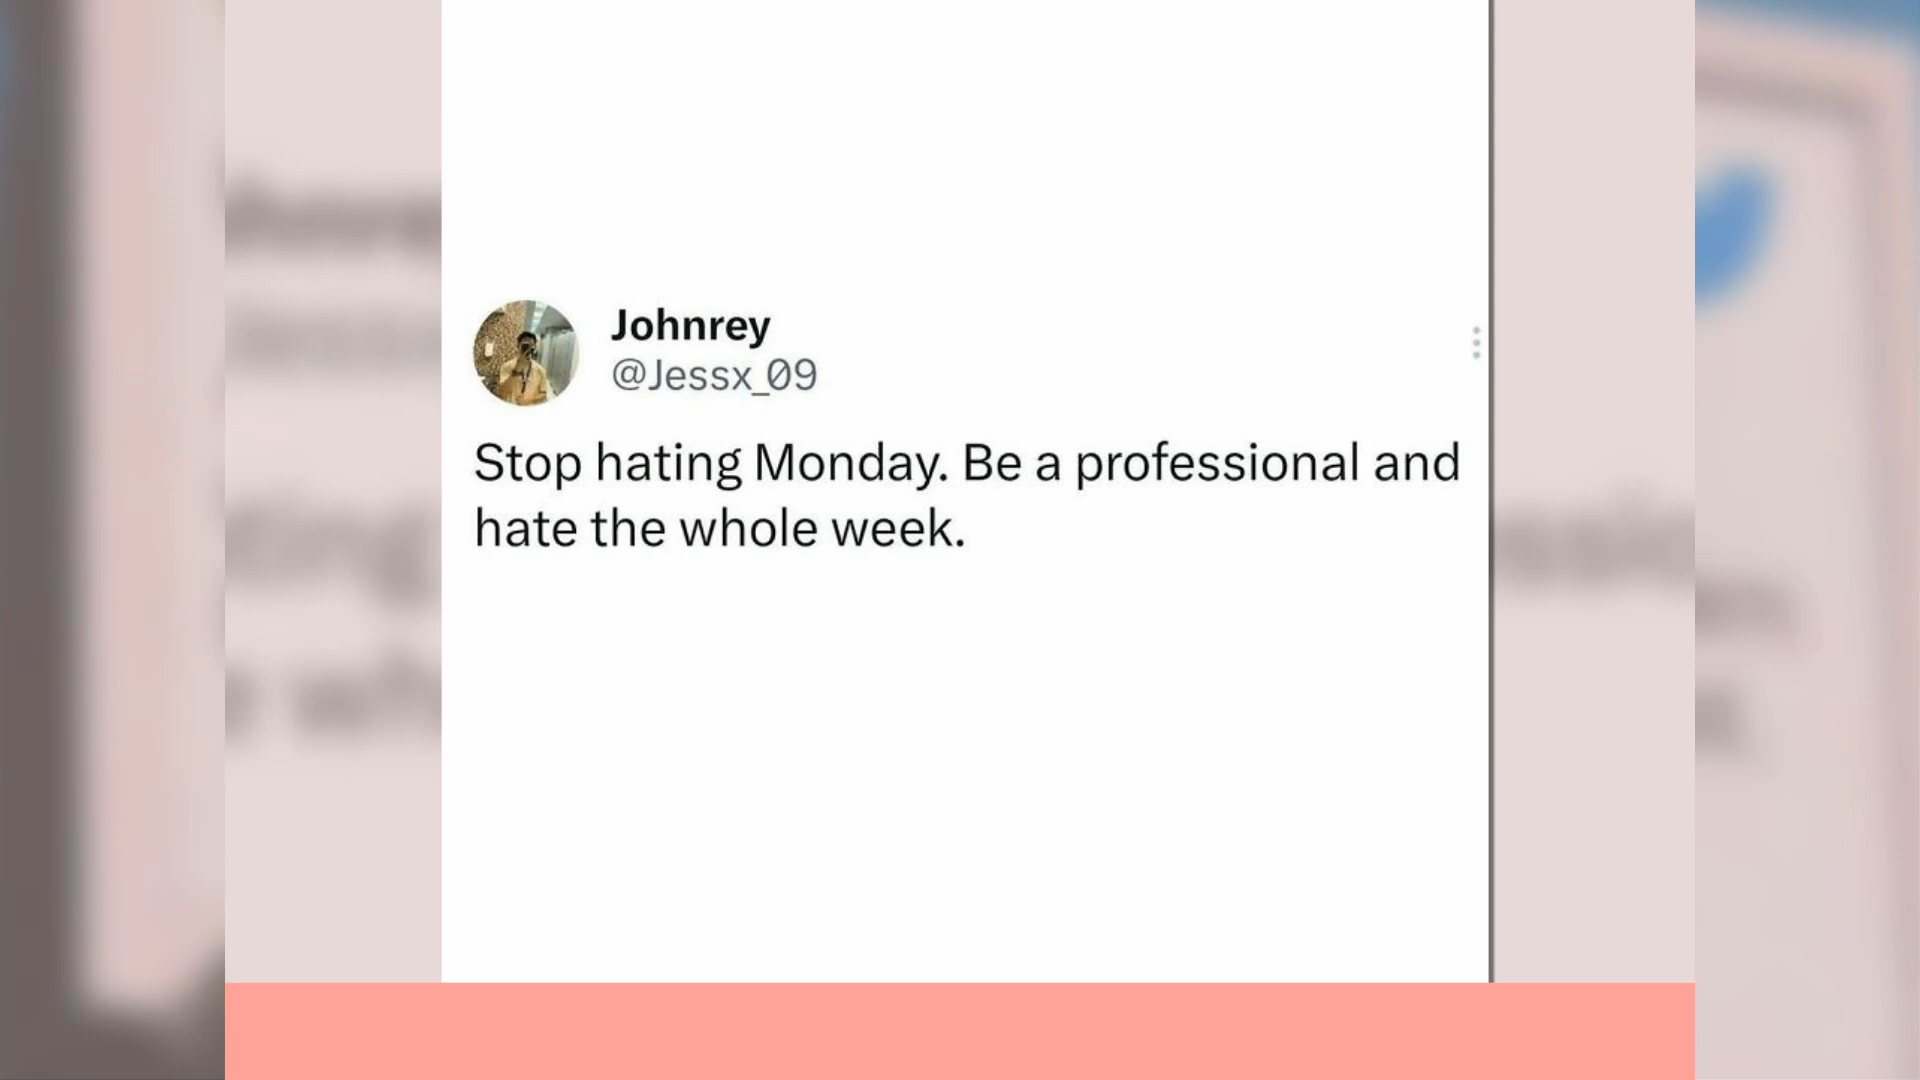 Johnrey
@Jessx_09
Stop hating Monday. Be a professional and
hate the whole week.